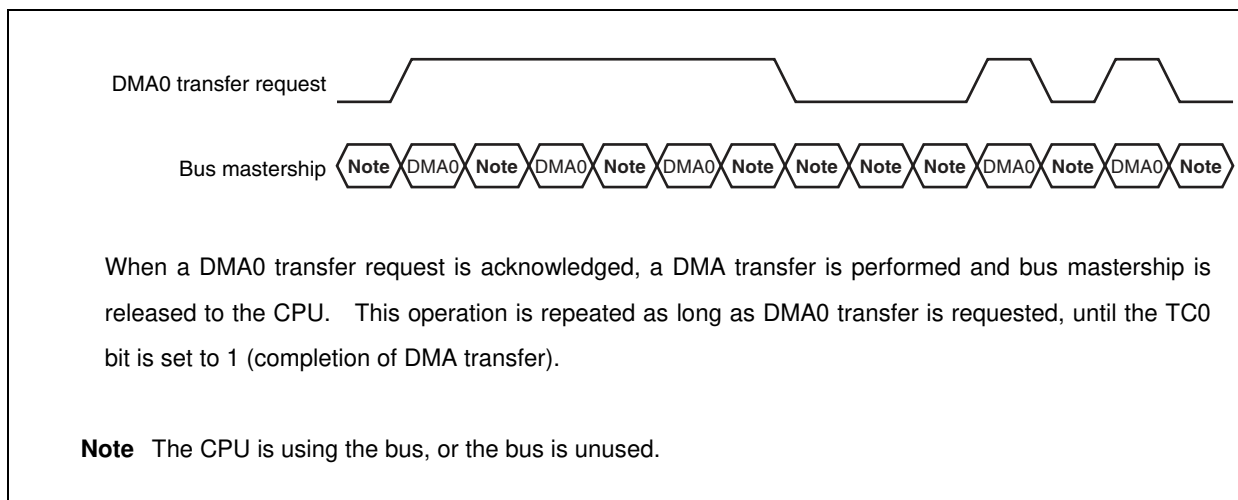 DMA0 transfer request
Bus mastership Note DMA0 Note DMA0 Note DMA0 Note Note Note Note DMA0 Note DMA0 Note
When a DMA0 transfer request is acknowledged, a DMA transfer is performed and bus mastership is
released to the CPU. This operation is repeated as long as DMA0 transfer is requested, until the TC0
bit is set to 1 (completion of DMA transfer).
Note The CPU is using the bus, or the bus is unused.